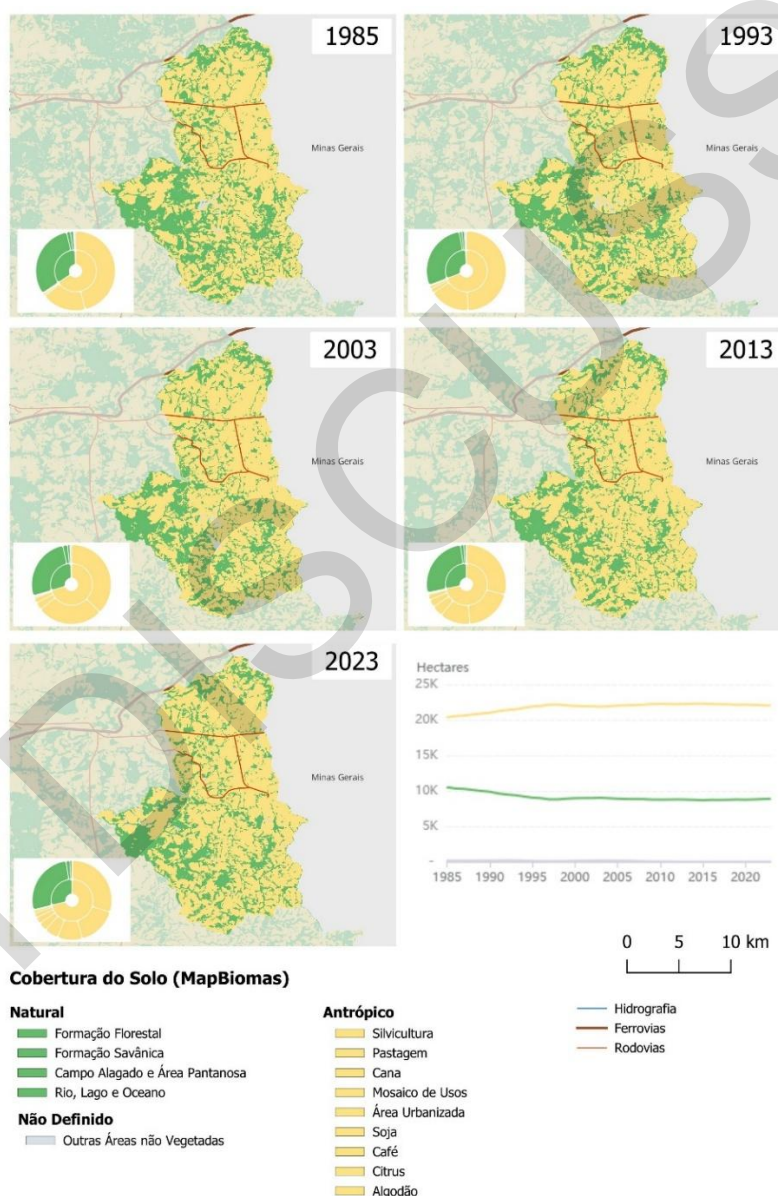 1985
Minas Gerais
1993
Minas Gerais
2003
Minas Gerais
2013
Minas Gerais
2023
Minas Gerais
Hectares
25K
20K
15K
10K
5K
-
1985 1990 1995 2000 2005 2010 2015 2020
0 5 10 km
Cobertura do Solo (MapBiomas)
Natural
Formação Florestal
Formação Savânica
Campo Alagado e Área Pantanosa
Rio, Lago e Oceano
Não Definido
Outras Áreas não Vegetadas
Antrópico
Silvicultura
Pastagem
Cana
Mosaico de Usos
Área Urbanizada
Soja
Café
Citrus
Algodão
Hidrografia
Ferrovias
Rodovias